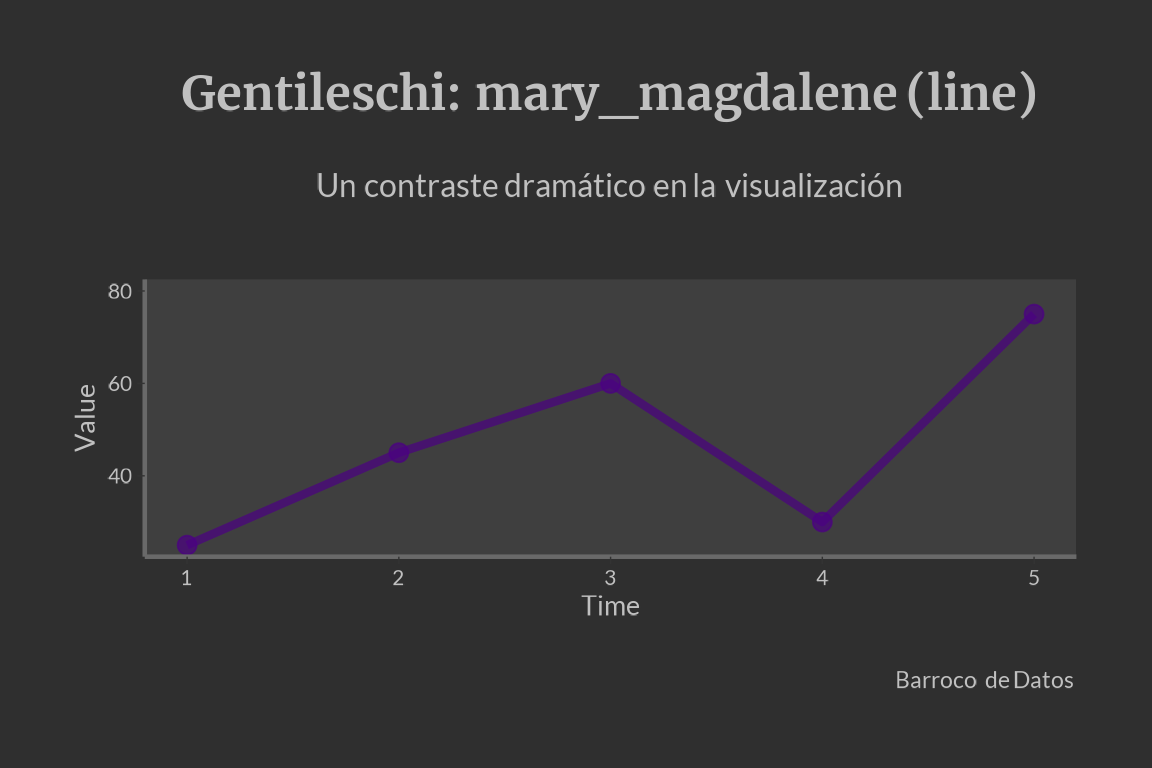 Gentileschi: mary__magdalene (line)
Un contraste dramático en la visualización
80
60
40
Value
1 2 3 4 5
Time
Barroco de Datos